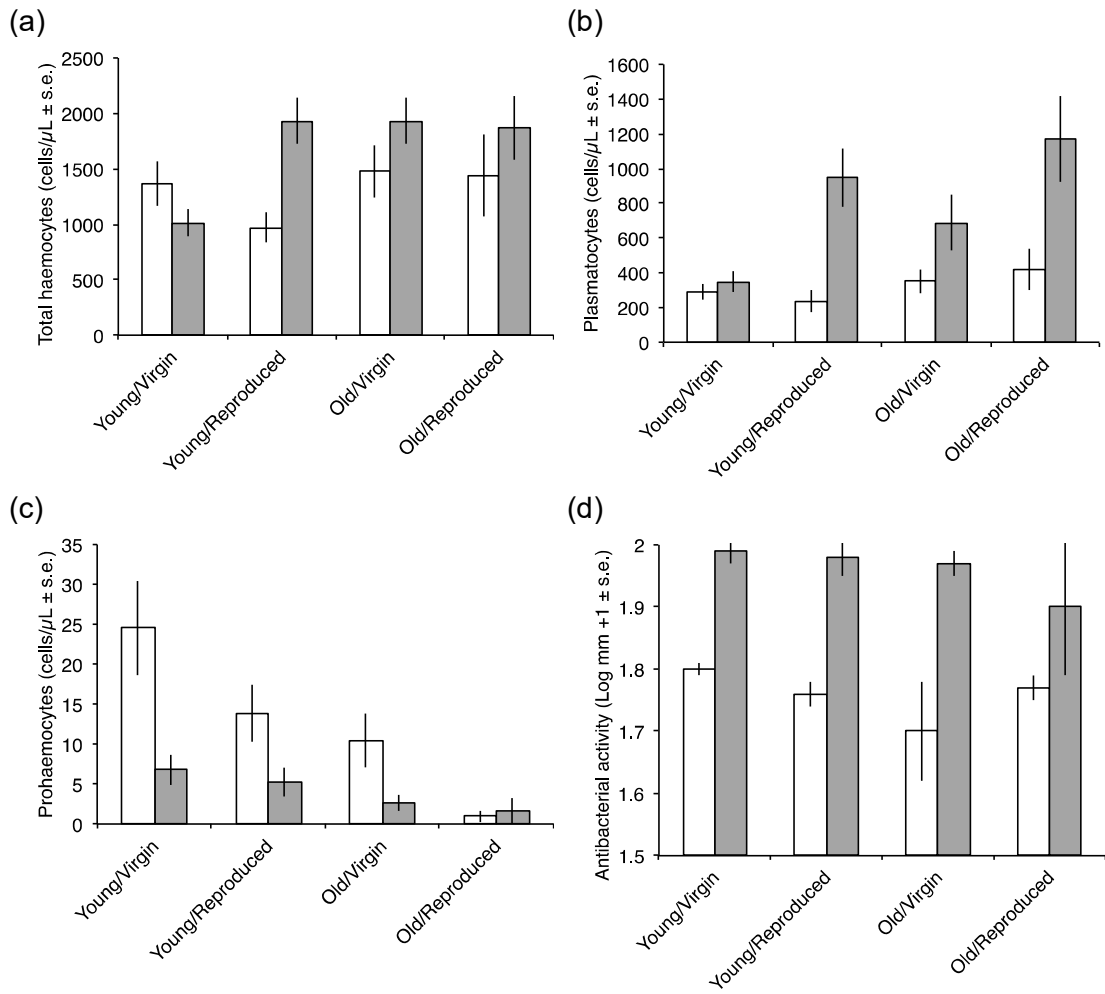 (a)
Total haemocytes (cells/µL ± s.e.)
2500
2000
1500
1000
500
0
Young/Virgin
Young/Reproduced
Old/Virgin
Old/Reproduced
(b)
Plasmatocytes (cells/µL ± s.e.)
1600
1400
1200
1000
800
600
400
200
0
Young/Virgin
Young/Reproduced
Old/Virgin
Old/Reproduced
(c)
Prohaemocytes (cells/µL ± s.e.)
35
30
25
20
15
10
5
0
Young/Virgin
Young/Reproduced
Old/Virgin
Old/Reproduced
(d)
Antibacterial activity (Log mm +1 ± s.e.)
2
1.9
1.8
1.7
1.6
1.5
Young/Virgin
Young/Reproduced
Old/Virgin
Old/Reproduced